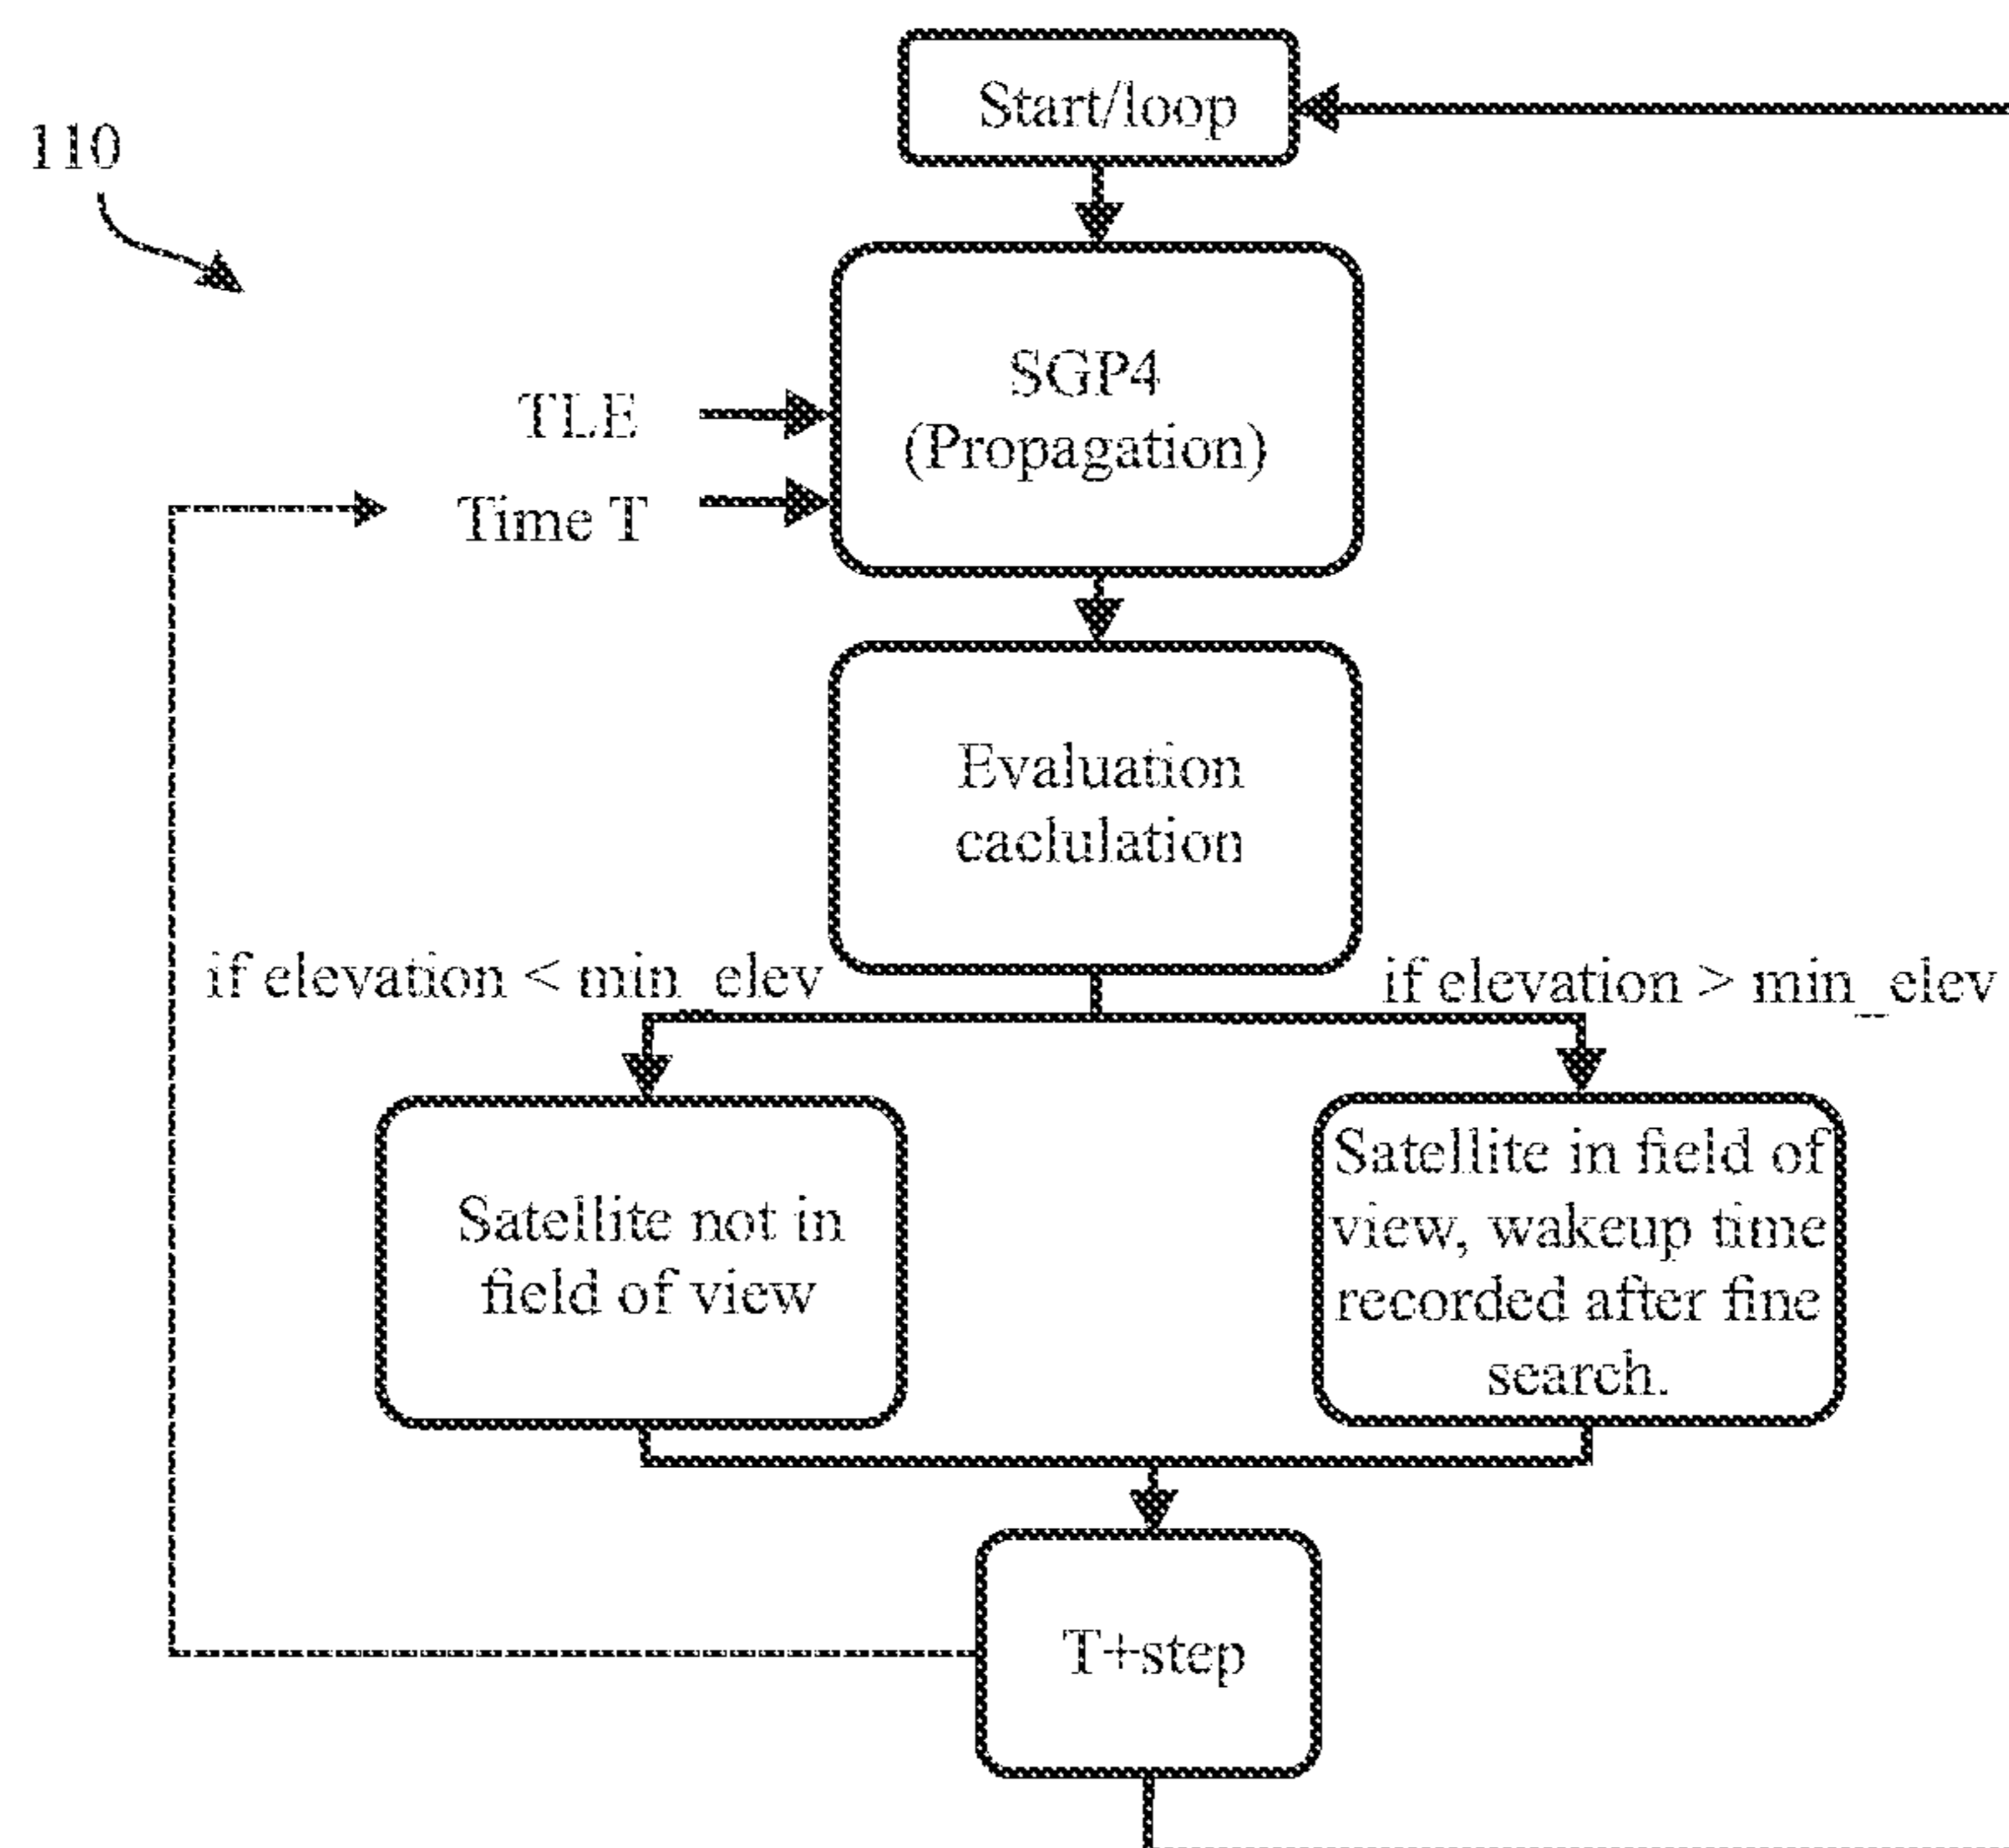 Start/loop
110
SGP4
(Propagation)
TLE
Time T
Evaluation
caclulation
if elevation < min_elev
if elevation > min_elev
Satellite not in
field of view
Satellite in field of
view, wakeup time
recorded after fine
search.
T+step